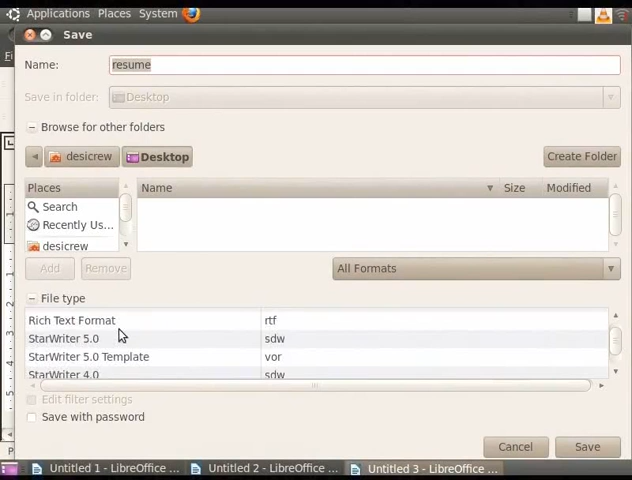 Applications Places System
Save
Fi
Name: resume
Save in folder: Desktop
Browse for other folders
desicrew Desktop Create Folder
Places Name Size Modified
Search
Recently Us...
desicrew
Add Remove All Formats
File type
Rich Text Format rtf
StarWriter 5.0 sdw
StarWriter 5.0 Template vor
StarWriter 4.0 sdw
Edit filter settings
Save with password
Cancel Save
Untitled 1 - LibreOffice ... Untitled 2 - LibreOffice ... Untitled 3 - LibreOffice ...